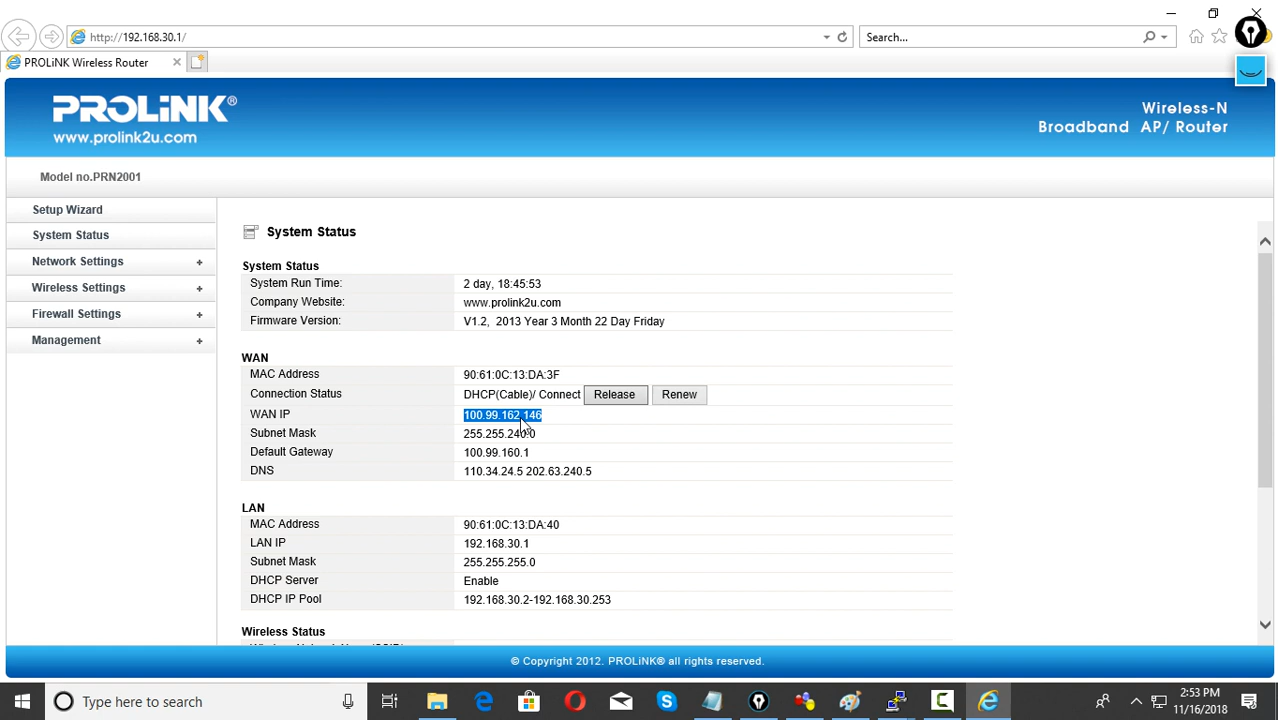 http://192.168.30.1/
Search...
PROLiNK Wireless Router
PROLiNK®
www.prolink2u.com
Wireless-N
Broadband AP/ Router
Model no.PRN2001
Setup Wizard
System Status
Network Settings +
Wireless Settings +
Firewall Settings +
Management +
System Status
System Status
System Run Time: 2 day, 18:45:53
Company Website: www.prolink2u.com
Firmware Version: V1.2, 2013 Year 3 Month 22 Day Friday
WAN
MAC Address 90:61:0C:13:DA:3F
Connection Status DHCP(Cable)/ Connect Release Renew
WAN IP 100.99.162.146
Subnet Mask 255.255.240.0
Default Gateway 100.99.160.1
DNS 110.34.24.5 202.63.240.5
LAN
MAC Address 90:61:0C:13:DA:40
LAN IP 192.168.30.1
Subnet Mask 255.255.255.0
DHCP Server Enable
DHCP IP Pool 192.168.30.2-192.168.30.253
Wireless Status
© Copyright 2012. PROLiNK® all rights reserved.
Type here to search
2:53 PM
11/16/2018